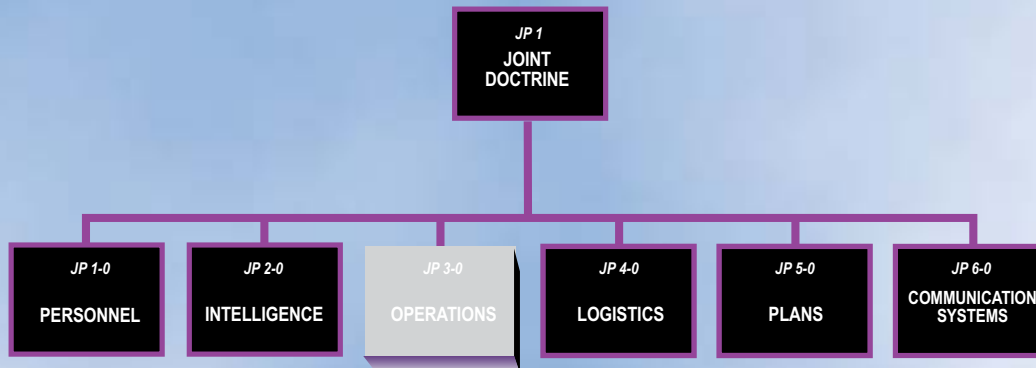 JP 1
JOINT
DOCTRINE
JP 1-0
PERSONNEL
JP 2-0
INTELLIGENCE
JP 3-0
OPERATIONS
JP 4-0
LOGISTICS
JP 5-0
PLANS
JP 6-0
COMMUNICATION
SYSTEMS